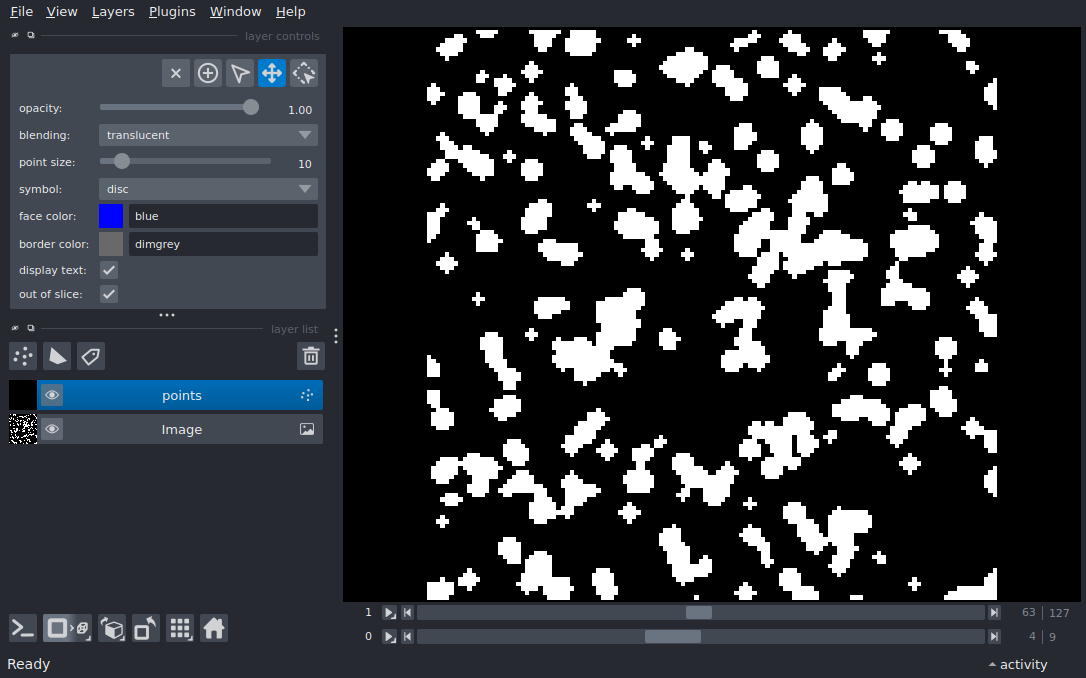 File View Layers Plugins Window Help
layer controls
opacity: 1.00
blending: translucent
point size: 10
symbol: disc
face color: blue
border color: dimgrey
display text:
out of slice:
layer list
points
Image
1 63 127
0 4 9
Ready activity